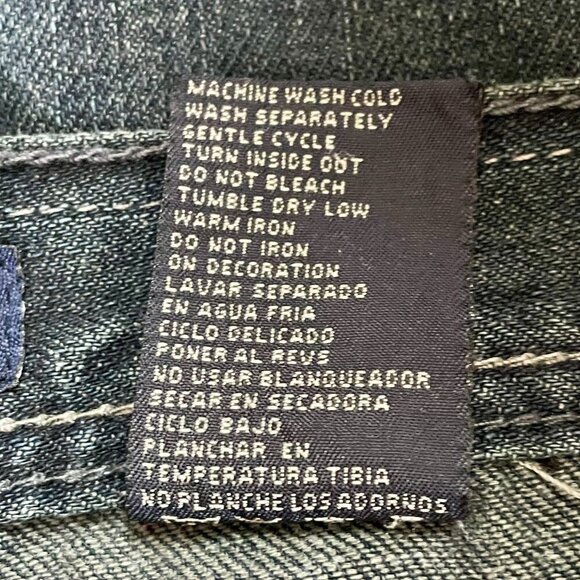 MACHINE WASH COLD
WASH SEPARATELY
GENTLE CYCLE
TURN INSIDE OUT
DO NOT BLEACH
TUMBLE DRY LOW
WARM IRON
DO NOT IRON
ON DECORATION
LAVAR SEPARADO
EN AGUA FRIA
CICLO DELICADO
PONER AL REVS
NO USAR BLANQUEADOR
SECAR EN SECADORA
CICLO BAJO
PLANCHAR EN
TEMPERATURA TIBIA
NO PLANCHE LOS ADORNOS